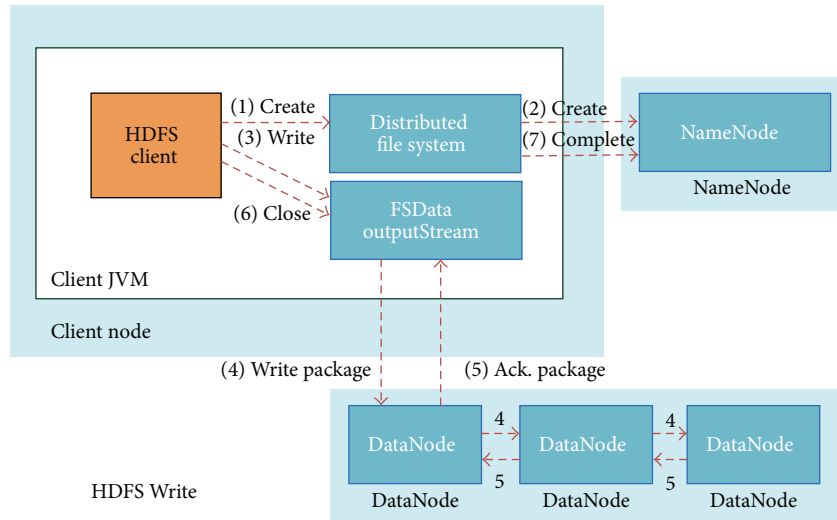 (1) Create
(2) Create
HDFS
client
(3) Write
Distributed
file system
(7) Complete
NameNode
NameNode
(6) Close
FSData
outputStream
Client JVM
Client node
(4) Write package
(5) Ack. package
DataNode
4
DataNode
4
DataNode
5
5
DataNode
DataNode
DataNode
HDFS Write